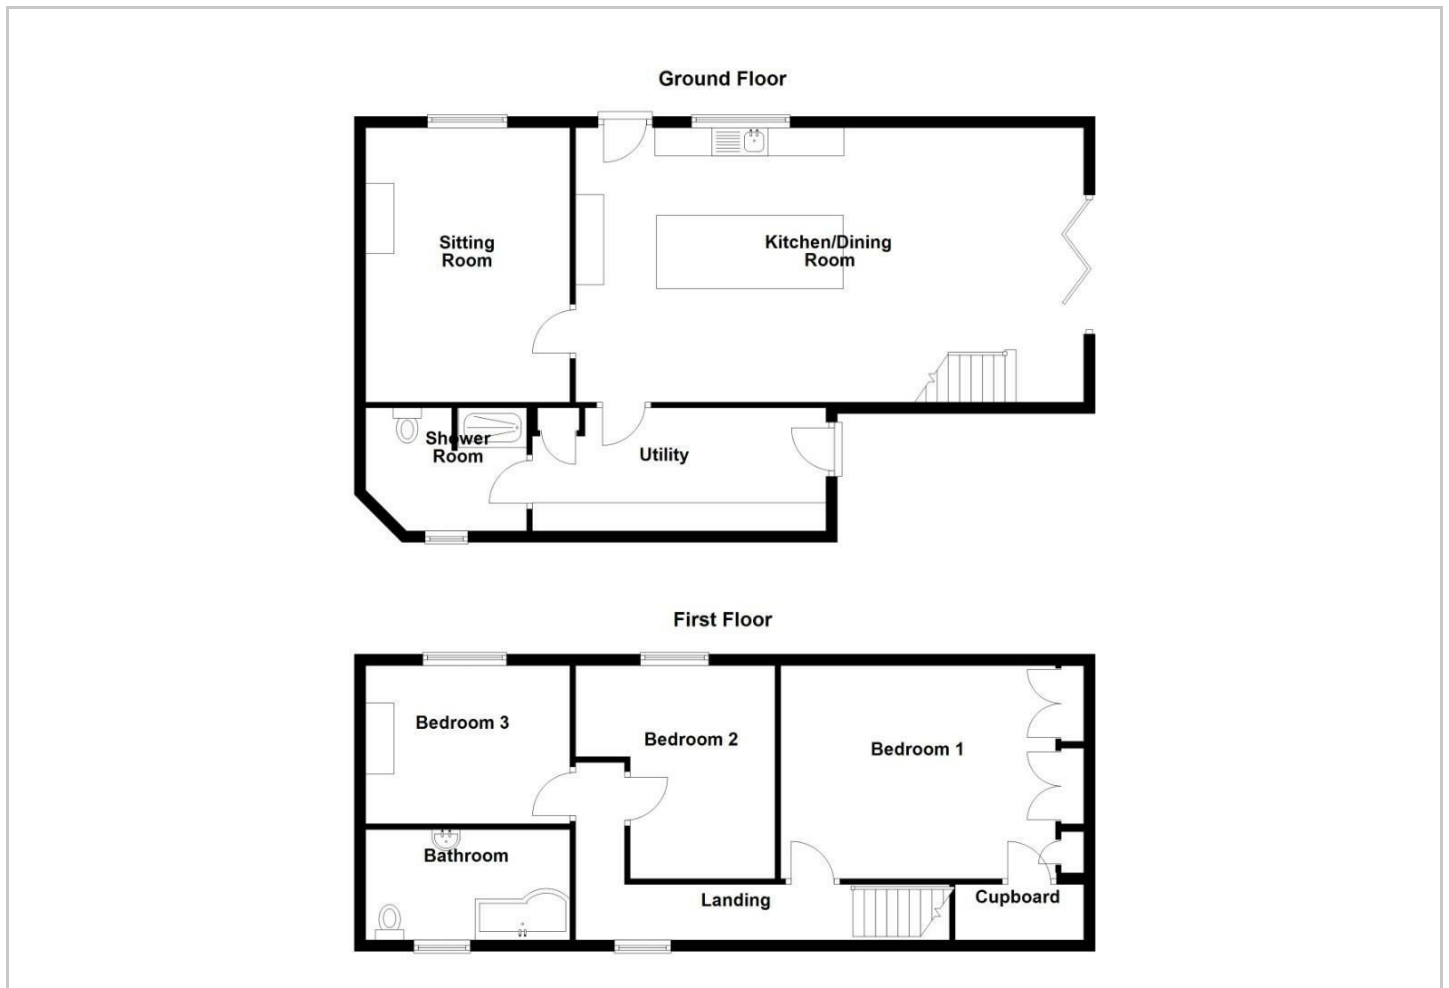 Ground Floor
Sitting
Room
Kitchen/Dining
Room
Shower
Room
Utility
First Floor
Bedroom 3
Bedroom 2
Bedroom 1
Bathroom
Landing
Cupboard